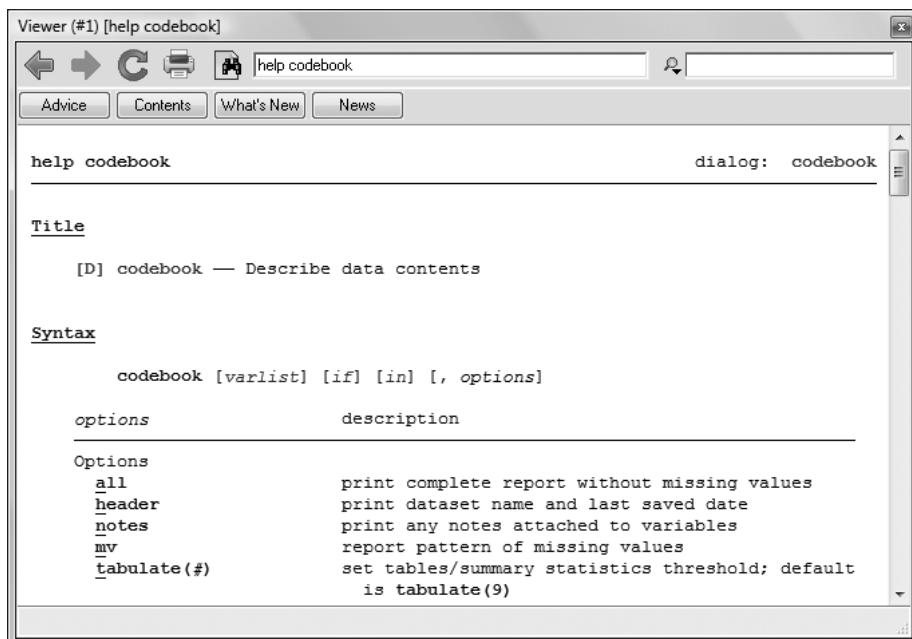 Viewer (#1) [help codebook]
help codebook
Advice Contents What's New News
help codebook dialog: codebook
Title
[D] codebook — Describe data contents
Syntax
codebook [varlist] [if] [in] [, options]
options description
Options
all print complete report without missing values
header print dataset name and last saved date
notes print any notes attached to variables
mv report pattern of missing values
tabulate(#) set tables/summary statistics threshold; default
is tabulate(9)